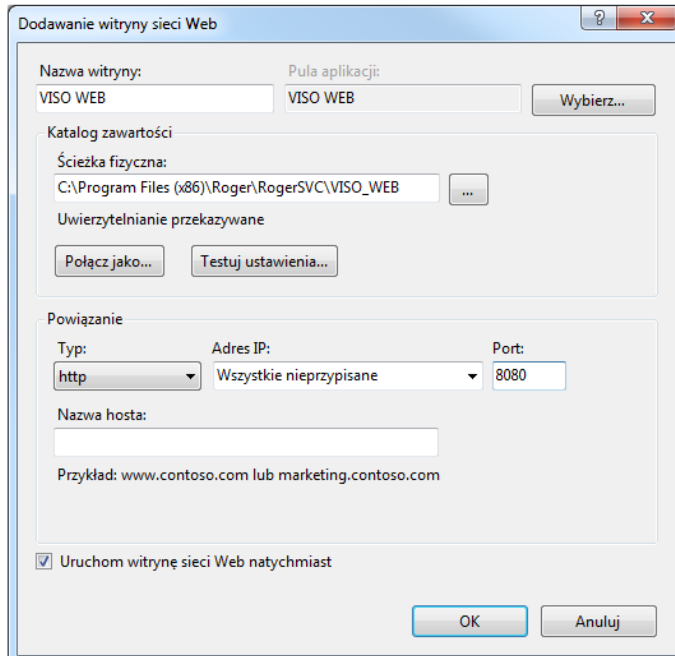 Dodawanie witryny sieci Web
Nazwa witryny: Pula aplikacji:
VISO WEB VISO WEB Wybierz...
Katalog zawartości
Ścieżka fizyczna:
C:\Program Files (x86)\Roger\RogerSVC\VISO_WEB ...
Uwierzytelnianie przekazywane
Połącz jako... Testuj ustawienia...
Powiązanie
Typ: Adres IP: Port:
http Wszystkie nieprzypisane 8080
Nazwa hosta:
Przykład: www.contoso.com lub marketing.contoso.com
Uruchom witrynę sieci Web natychmiast
OK Anuluj